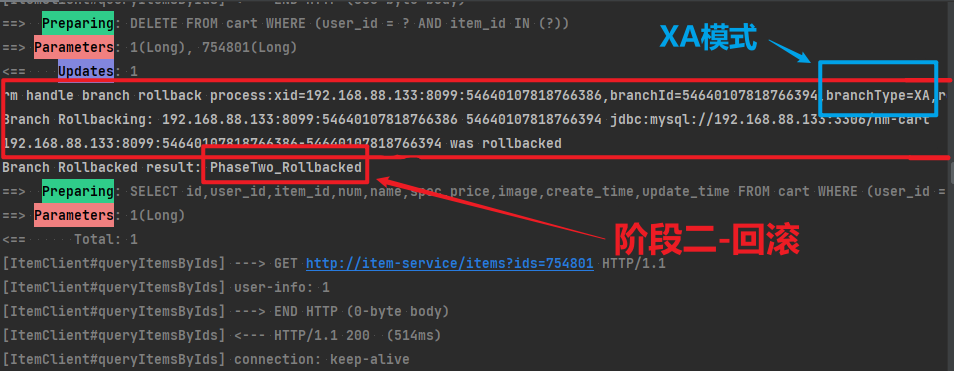 [ItemClient#queryItemsByIds] <--- END HTTP (
XA模式
==>  Preparing: DELETE FROM cart WHERE (user_id = ? AND item_id IN (?))
==> Parameters: 1(Long), 754801(Long)
<==    Updates: 1
rm handle branch rollback process:xid=192.168.88.133:8099:54640107818766386,branchId=54640107818766394,branchType=XA,r
Branch Rollbacking: 192.168.88.133:8099:54640107818766386 54640107818766394 jdbc:mysql://192.168.88.133:3306/hm-cart
192.168.88.133:8099:54640107818766386-54640107818766394 was rollbacked
Branch Rollbacked result: PhaseTwo_Rollbacked
==>  Preparing: SELECT id,user_id,item_id,num,name,spec,price,image,create_time,update_time FROM cart WHERE (user_id =
==> Parameters: 1(Long)
<==      Total: 1
阶段二-回滚
[ItemClient#queryItemsByIds] ---> GET http://item-service/items?ids=754801 HTTP/1.1
[ItemClient#queryItemsByIds] user-info: 1
[ItemClient#queryItemsByIds] ---> END HTTP (0-byte body)
[ItemClient#queryItemsByIds] <--- HTTP/1.1 200  (514ms)
[ItemClient#queryItemsByIds] connection: keep-alive